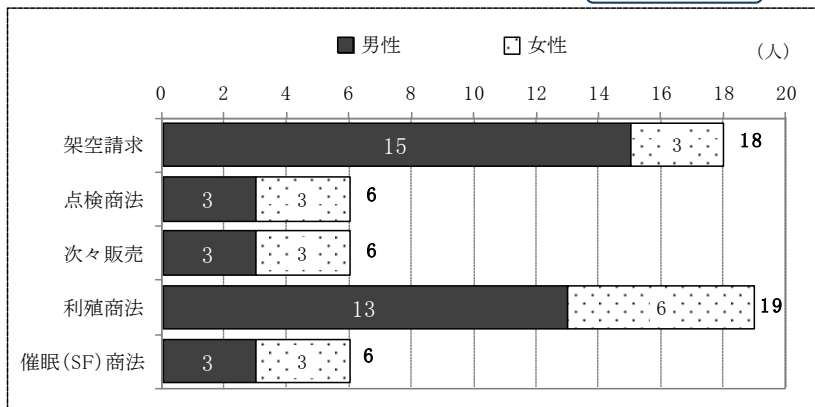 男性 女性 (人)
0 2 4 6 8 10 12 14 16 18 20
架空請求 15 3 18
点検商法 3 3 6
次々販売 3 3 6
利殖商法 13 6 19
催眠(SF)商法 3 3 6